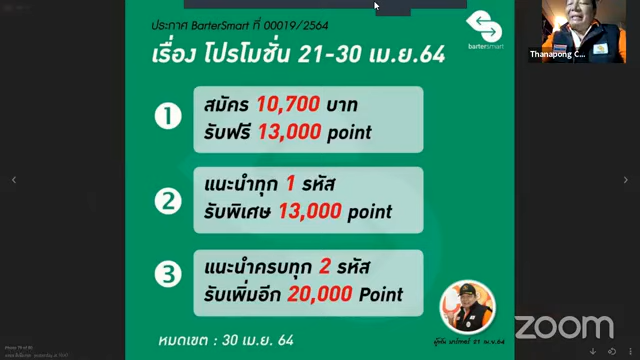 ประกาศ BarterSmart ที่ 00019/2564
bartersmart
เรื่อง โปรโมชั่น 21-30 เม.ย.64
Thanapong C...
1
สมัคร 10,700 บาท
รับฟรี 13,000 point
2
แนะนำทุก 1 รหัส
รับพิเศษ 13,000 point
3
แนะนำครบทุก 2 รหัส
รับเพิ่มอีก 20,000 Point
zoom
หมดเขต : 30 เม.ย. 64